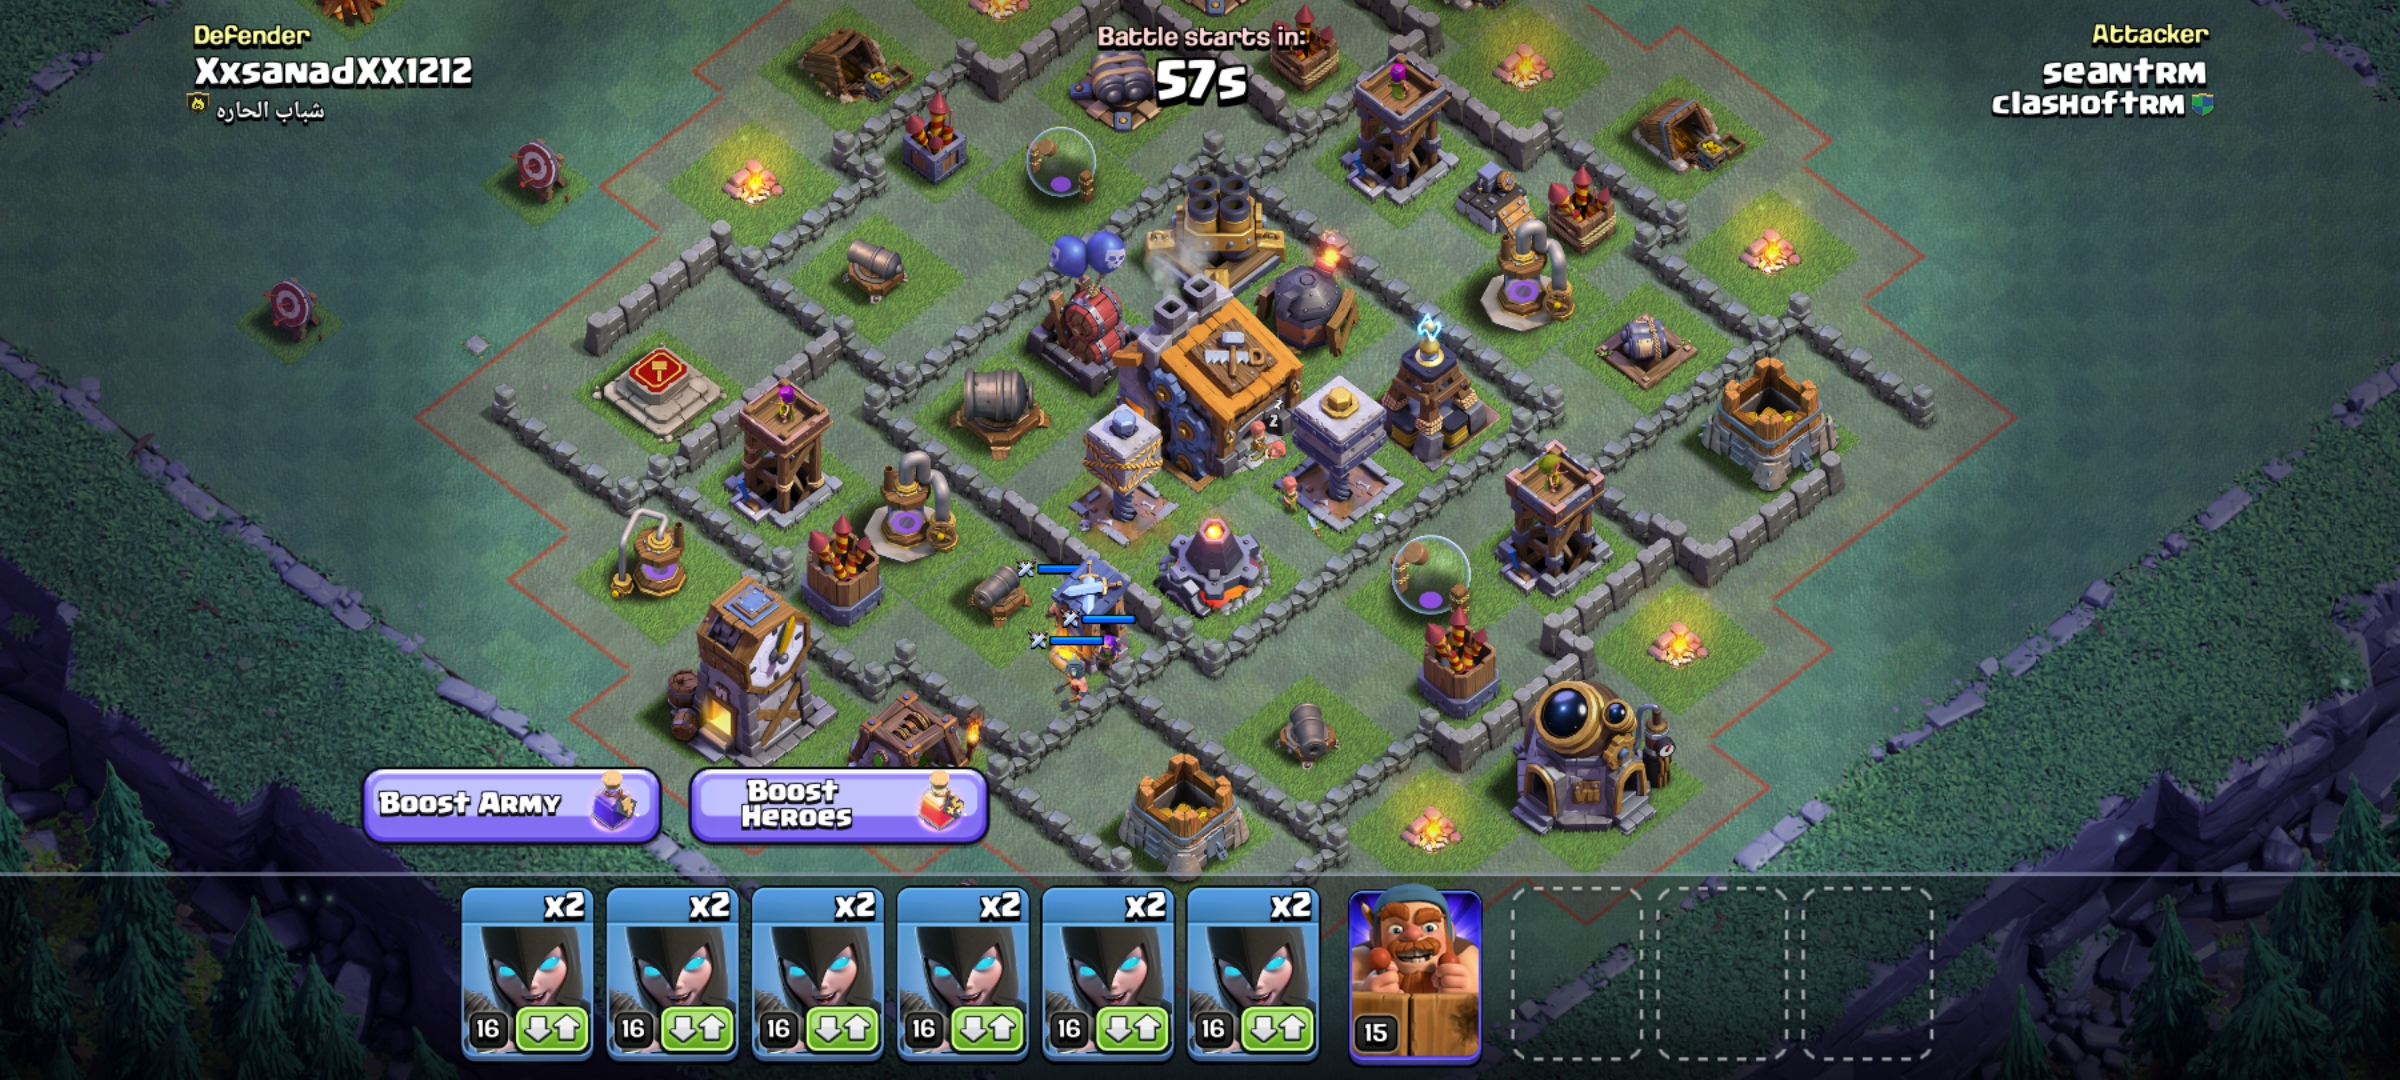 Defender
XxsanadXX1212
شباب الحاره
Battle starts in:
57s
Attacker
seantRM
clashoftRM
2
Boost Army
Boost Heroes
x2
x2
x2
x2
x2
x2
16
16
16
16
16
16
15